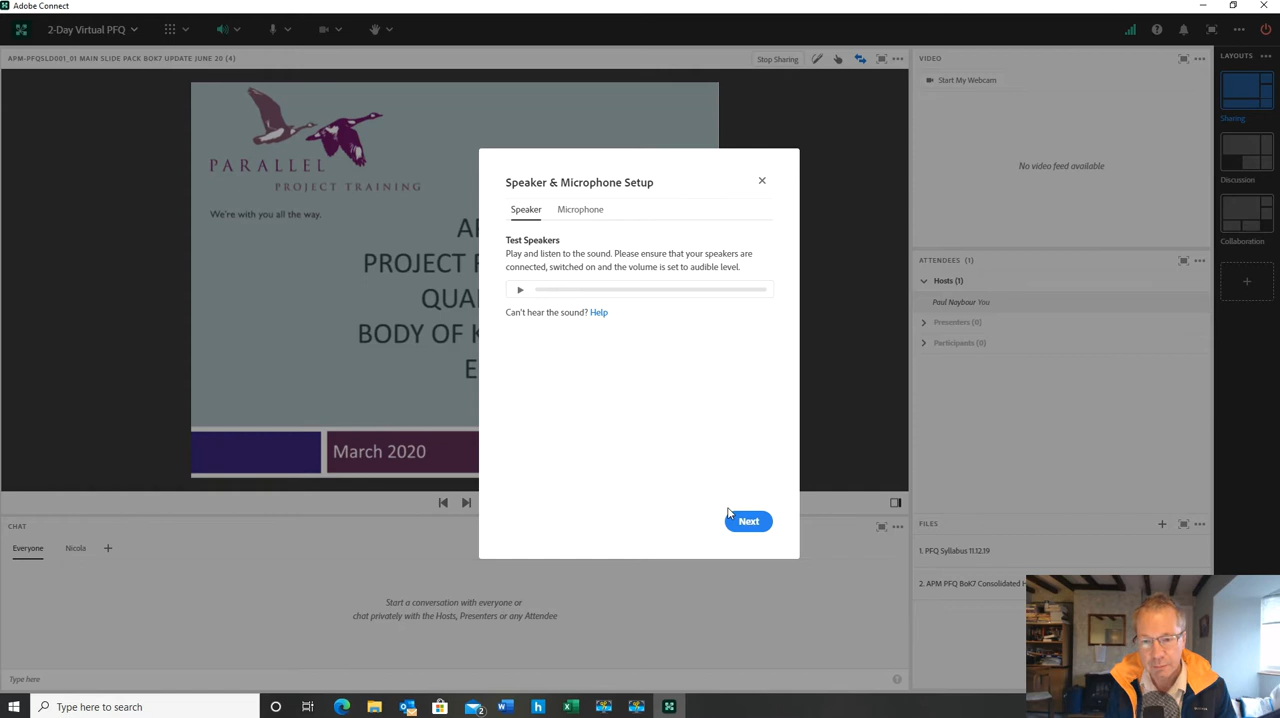 Adobe Connect
2-Day Virtual PFQ
APM-PFQSLD001_01 MAIN SLIDE PACK BOK7 UPDATE JUNE 20 (4)
Stop Sharing
PARALLEL
PROJECT TRAINING
We're with you all the way.
PROJECT
QUA
BODY OF K
E
March 2020
Speaker & Microphone Setup
Speaker
Microphone
Test Speakers
Play and listen to the sound. Please ensure that your speakers are
connected, switched on and the volume is set to audible level.
Can't hear the sound? Help
Next
VIDEO
Start My Webcam
No video feed available
ATTENDEES (1)
Hosts (1)
Paul Naybour You
Presenters (0)
Participants (0)
LAYOUTS
Sharing
Discussion
Collaboration
CHAT
Everyone
Nicola
Start a conversation with everyone or
chat privately with the Hosts, Presenters or any Attendee
Type here
FILES
1. PFQ Syllabus 11.12.19
2. APM PFQ BoK7 Consolidated H
Type here to search